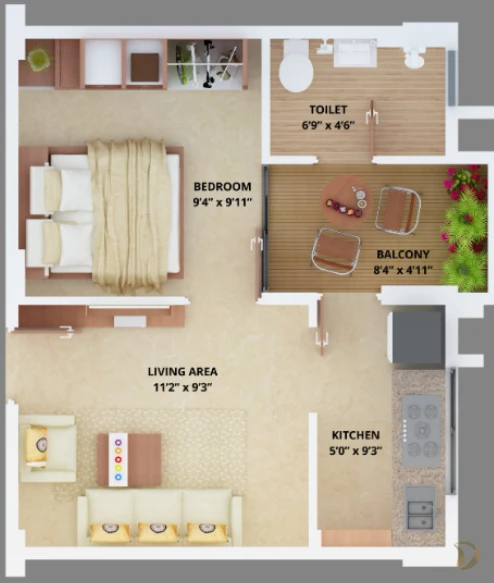 TOILET
6'9" x 4'6"
BEDROOM
9'4" x 9'11"
BALCONY
8'4" x 4'11"
LIVING AREA
11'2" x 9'3"
KITCHEN
5'0" x 9'3"